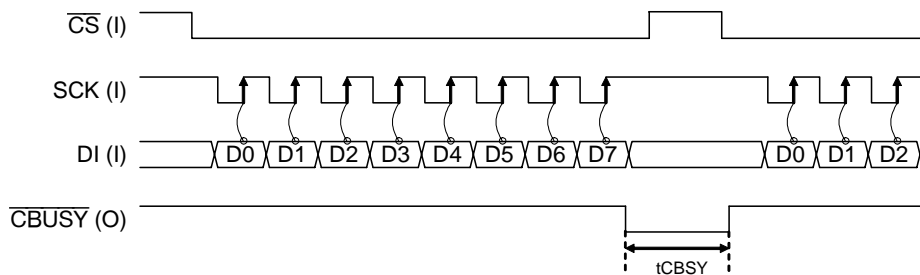 CS (I)
SCK (I)
DI (I) D0 D1 D2 D3 D4 D5 D6 D7 D0 D1 D2
CBUSY (O)
tCBSY